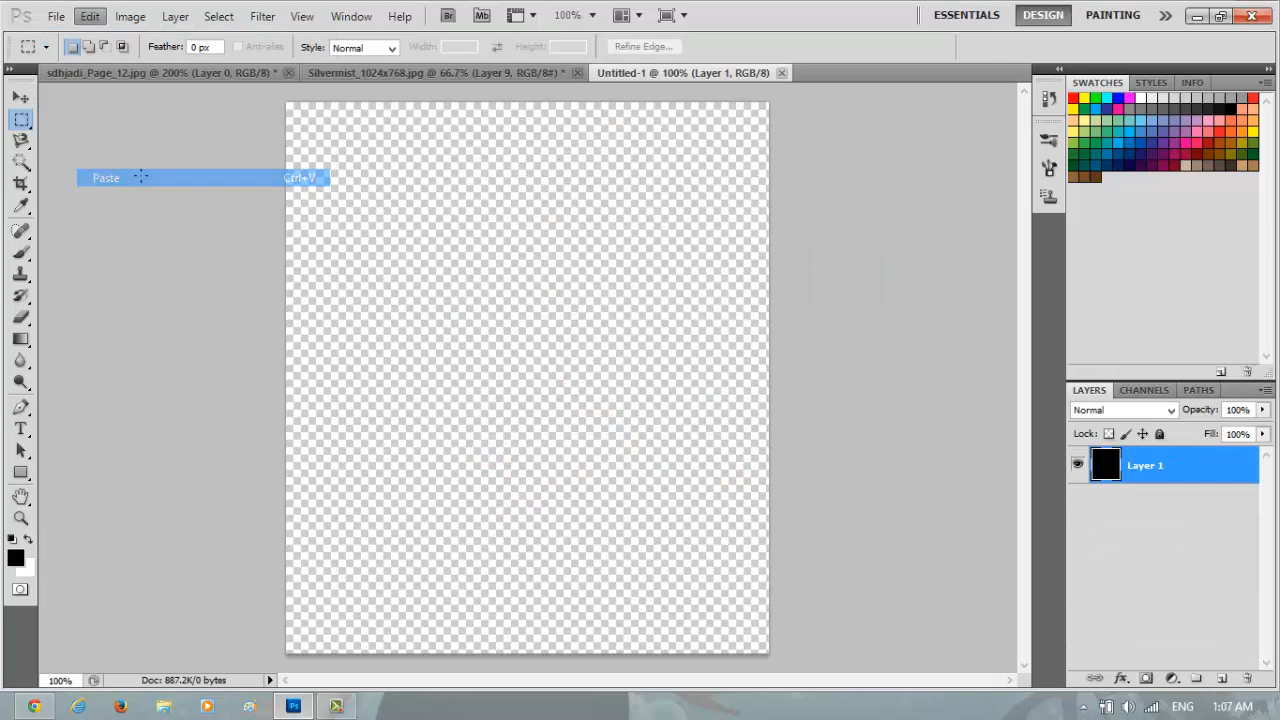 Ps File Edit Image Layer Select Filter View Window Help Br Mb 100% ESSENTIALS DESIGN PAINTING
Feather: 0 px Anti-alias Style: Normal Width: Height: Refine Edge...
sdhjadi_Page_12.jpg @ 200% (Layer 0, RGB/8) * Silvermist_1024x768.jpg @ 66.7% (Layer 9, RGB/8#) * Untitled-1 @ 100% (Layer 1, RGB/8)
SWATCHES STYLES INFO
Paste Ctrl+V
LAYERS CHANNELS PATHS
Normal Opacity: 100%
Lock: Fill: 100%
Layer 1
100% Doc: 887.2K/0 bytes
Ps ENG 1:07 AM